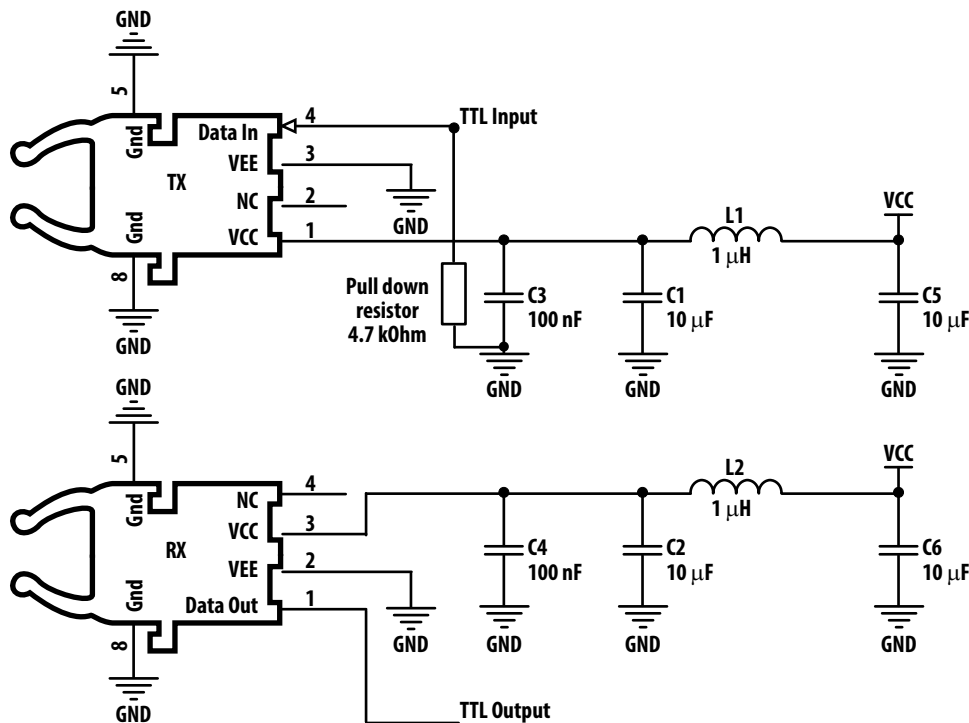 GND
5
Gnd
Data In
4
TTL Input
VEE
3
TX
NC
2
GND
VCC
1
L1
1 μH
VCC
Gnd
8
GND
Pull down
resistor
4.7 kOhm
C3
100 nF
GND
C1
10 μF
GND
C5
10 μF
GND
GND
5
Gnd
NC
4
VCC
3
RX
L2
1 μH
VCC
VEE
2
GND
Data Out
1
C4
100 nF
GND
C2
10 μF
GND
C6
10 μF
GND
Gnd
8
GND
TTL Output